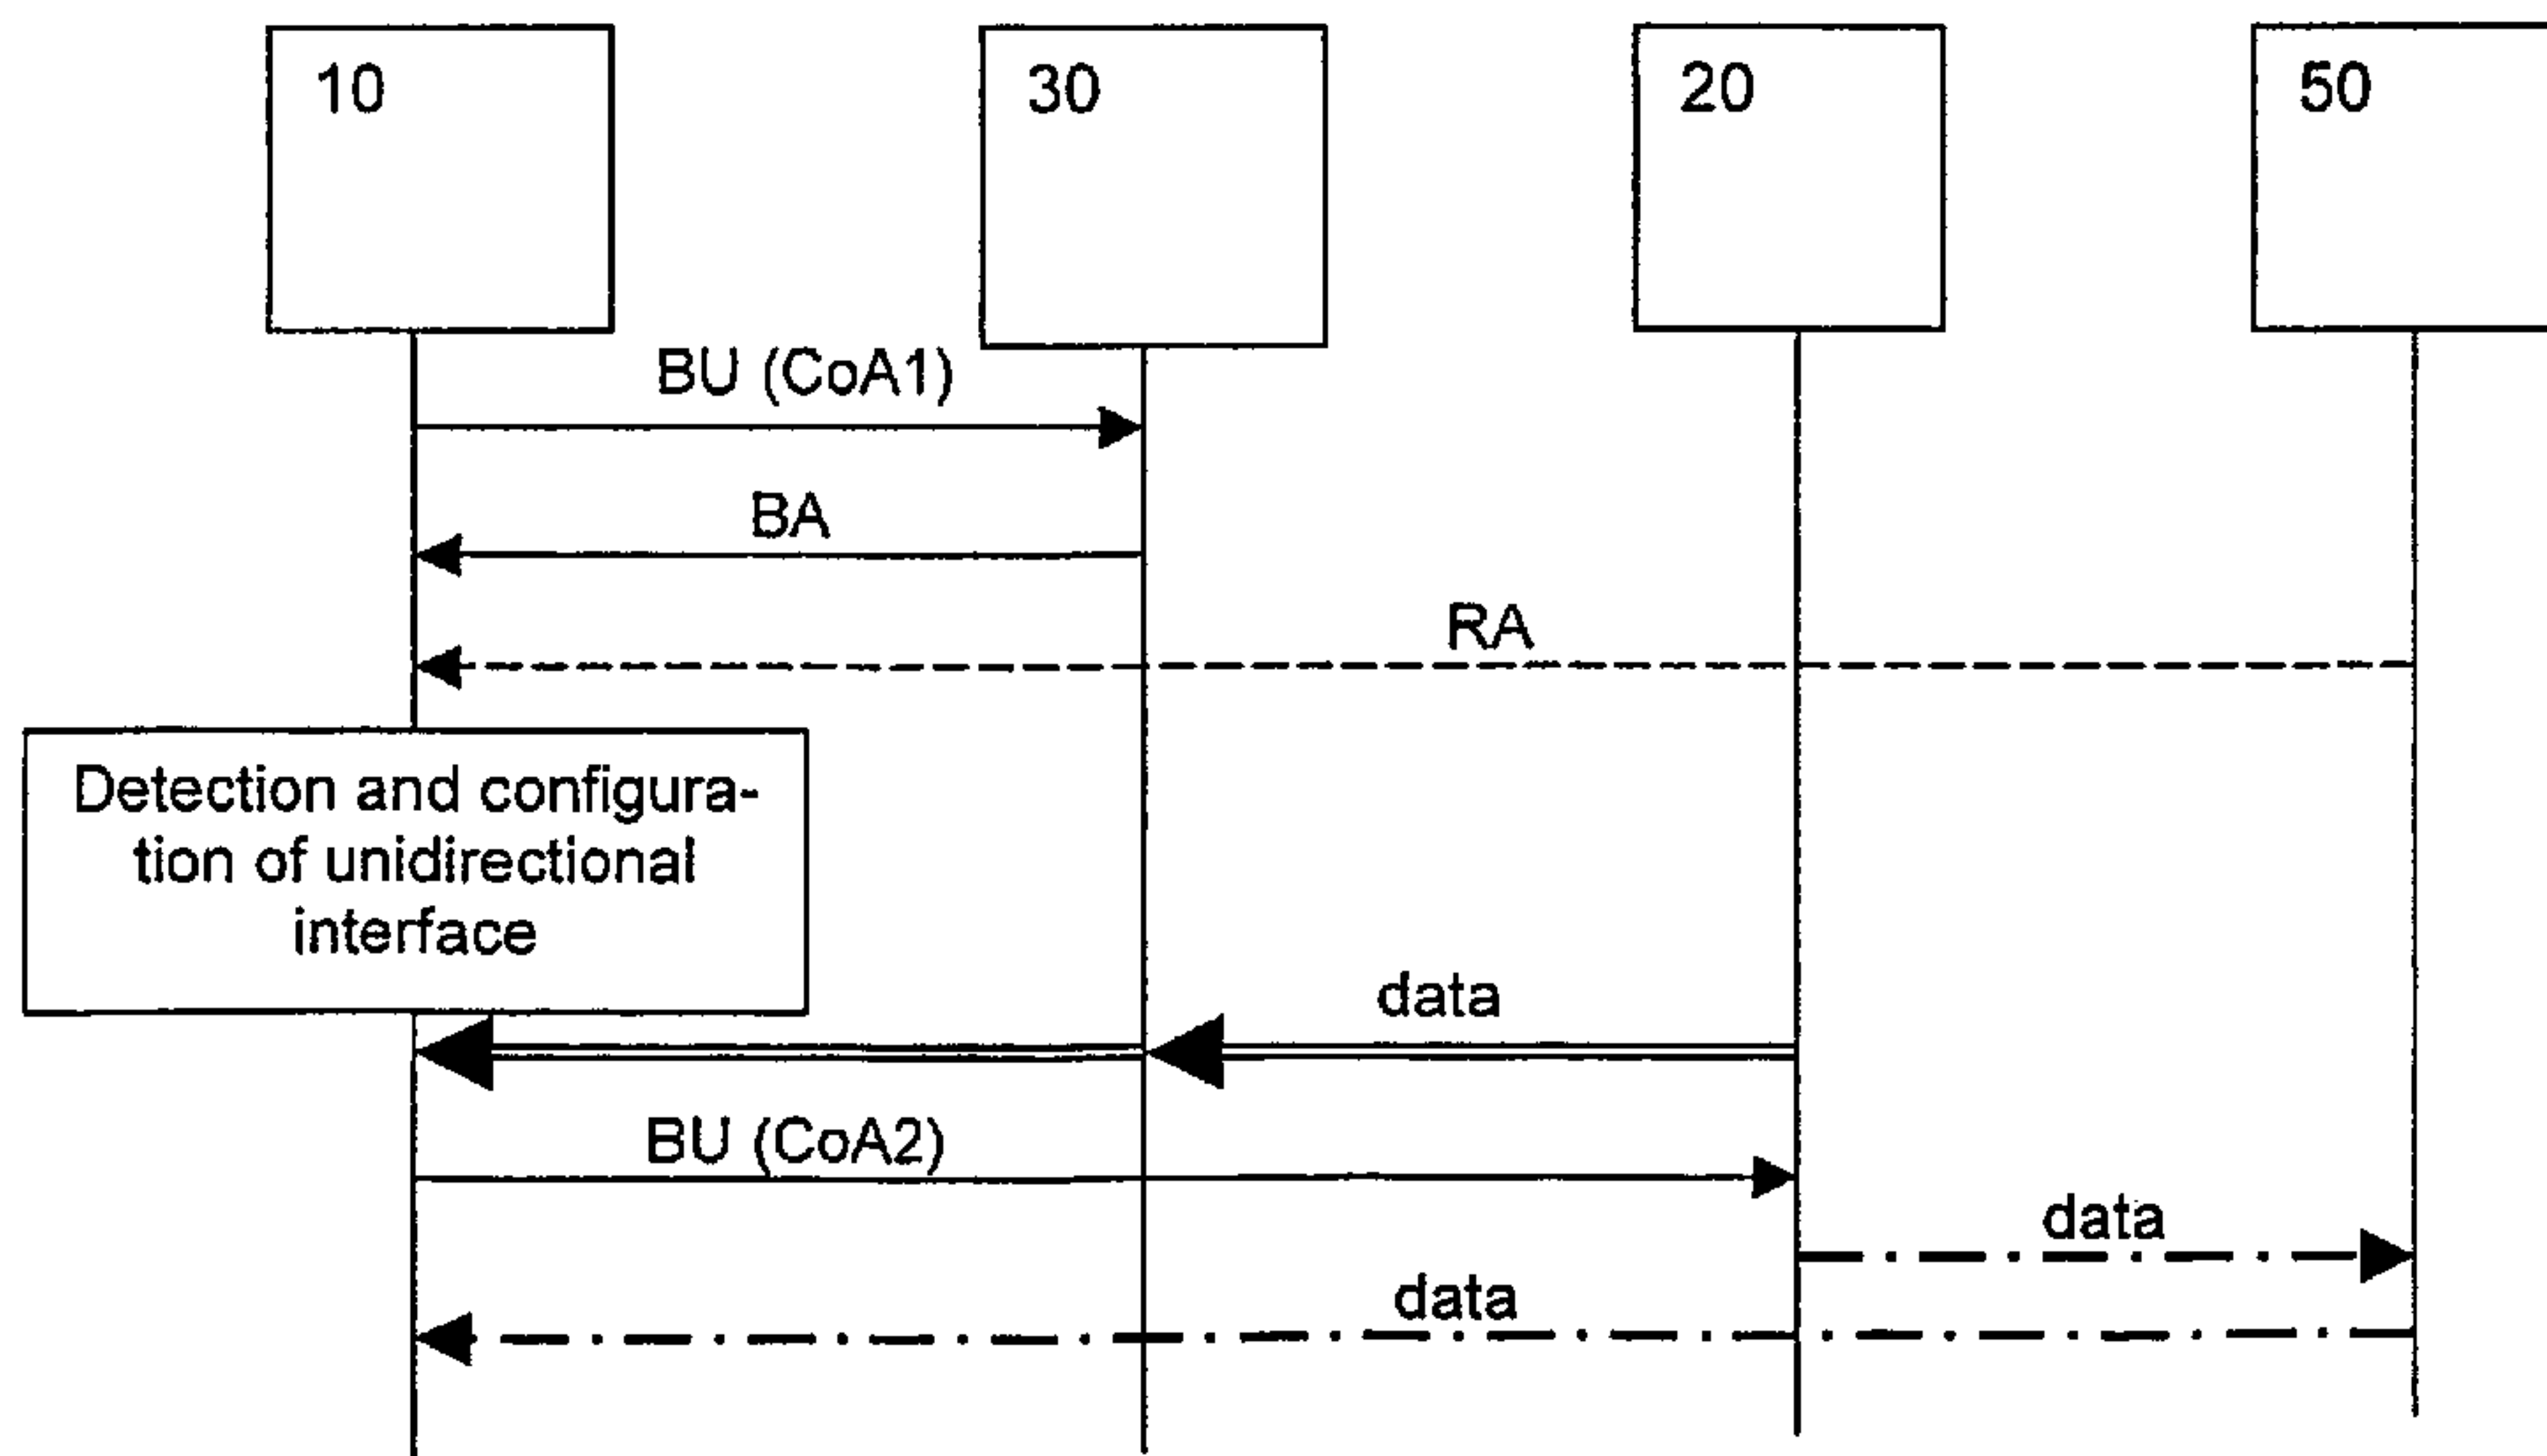 10
30
20
50
BU (CoA1)
BA
RA
Detection and configura-
tion of unidirectional
interface
data
BU (CoA2)
data
data